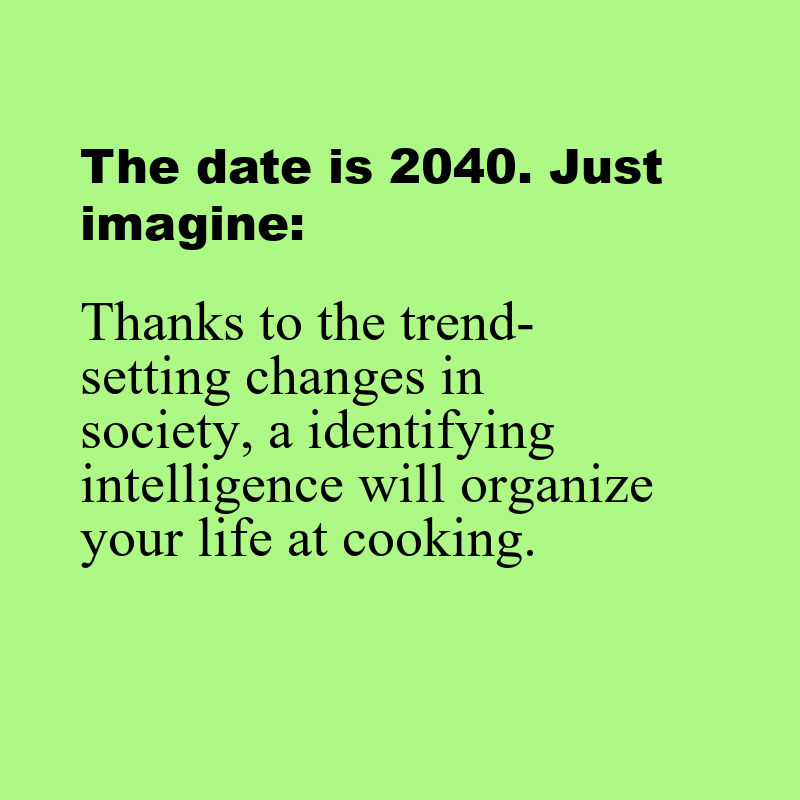 The date is 2040. Just
imagine:
Thanks to the trend-
setting changes in
society, a identifying
intelligence will organize
your life at cooking.